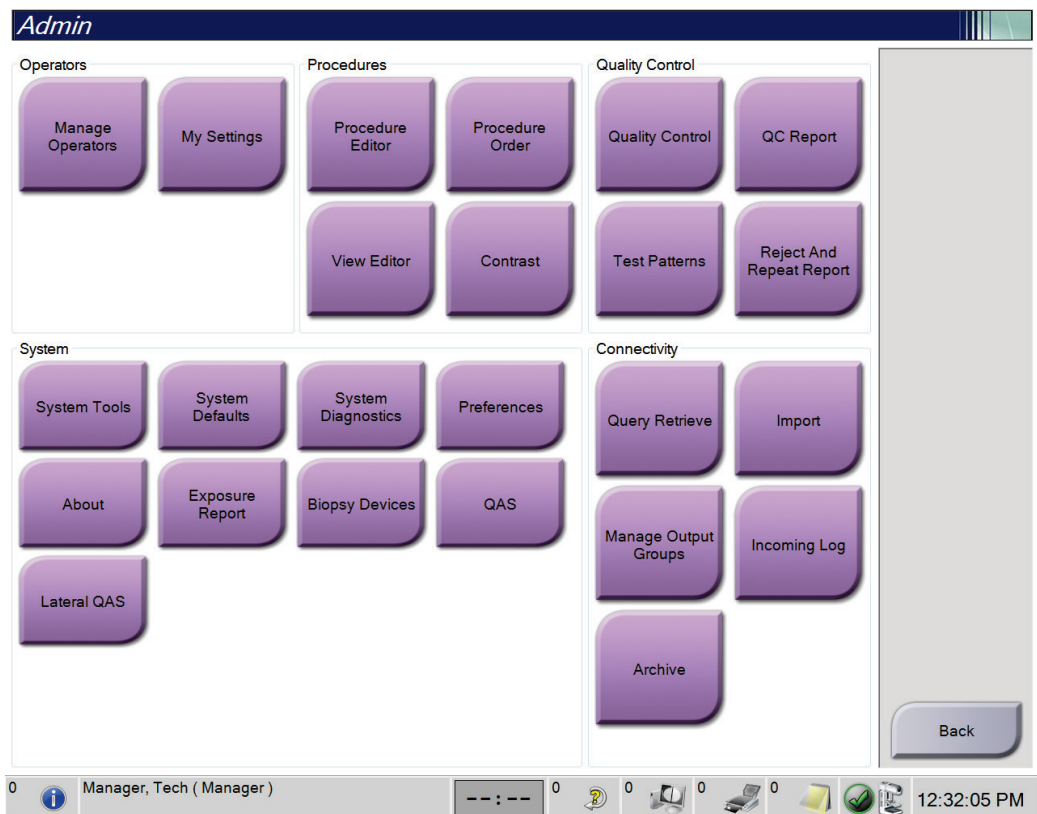 Admin
Operators
Manage
Operators
My Settings
Procedures
Procedure
Editor
Procedure
Order
View Editor
Contrast
Quality Control
Quality Control
QC Report
Test Patterns
Reject And
Repeat Report
System
System Tools
System
Defaults
System
Diagnostics
Preferences
About
Exposure
Report
Biopsy Devices
QAS
Lateral QAS
Connectivity
Query Retrieve
Import
Manage Output
Groups
Incoming Log
Archive
Back
0
Manager, Tech ( Manager )
--:--
0
0
0
0
12:32:05 PM